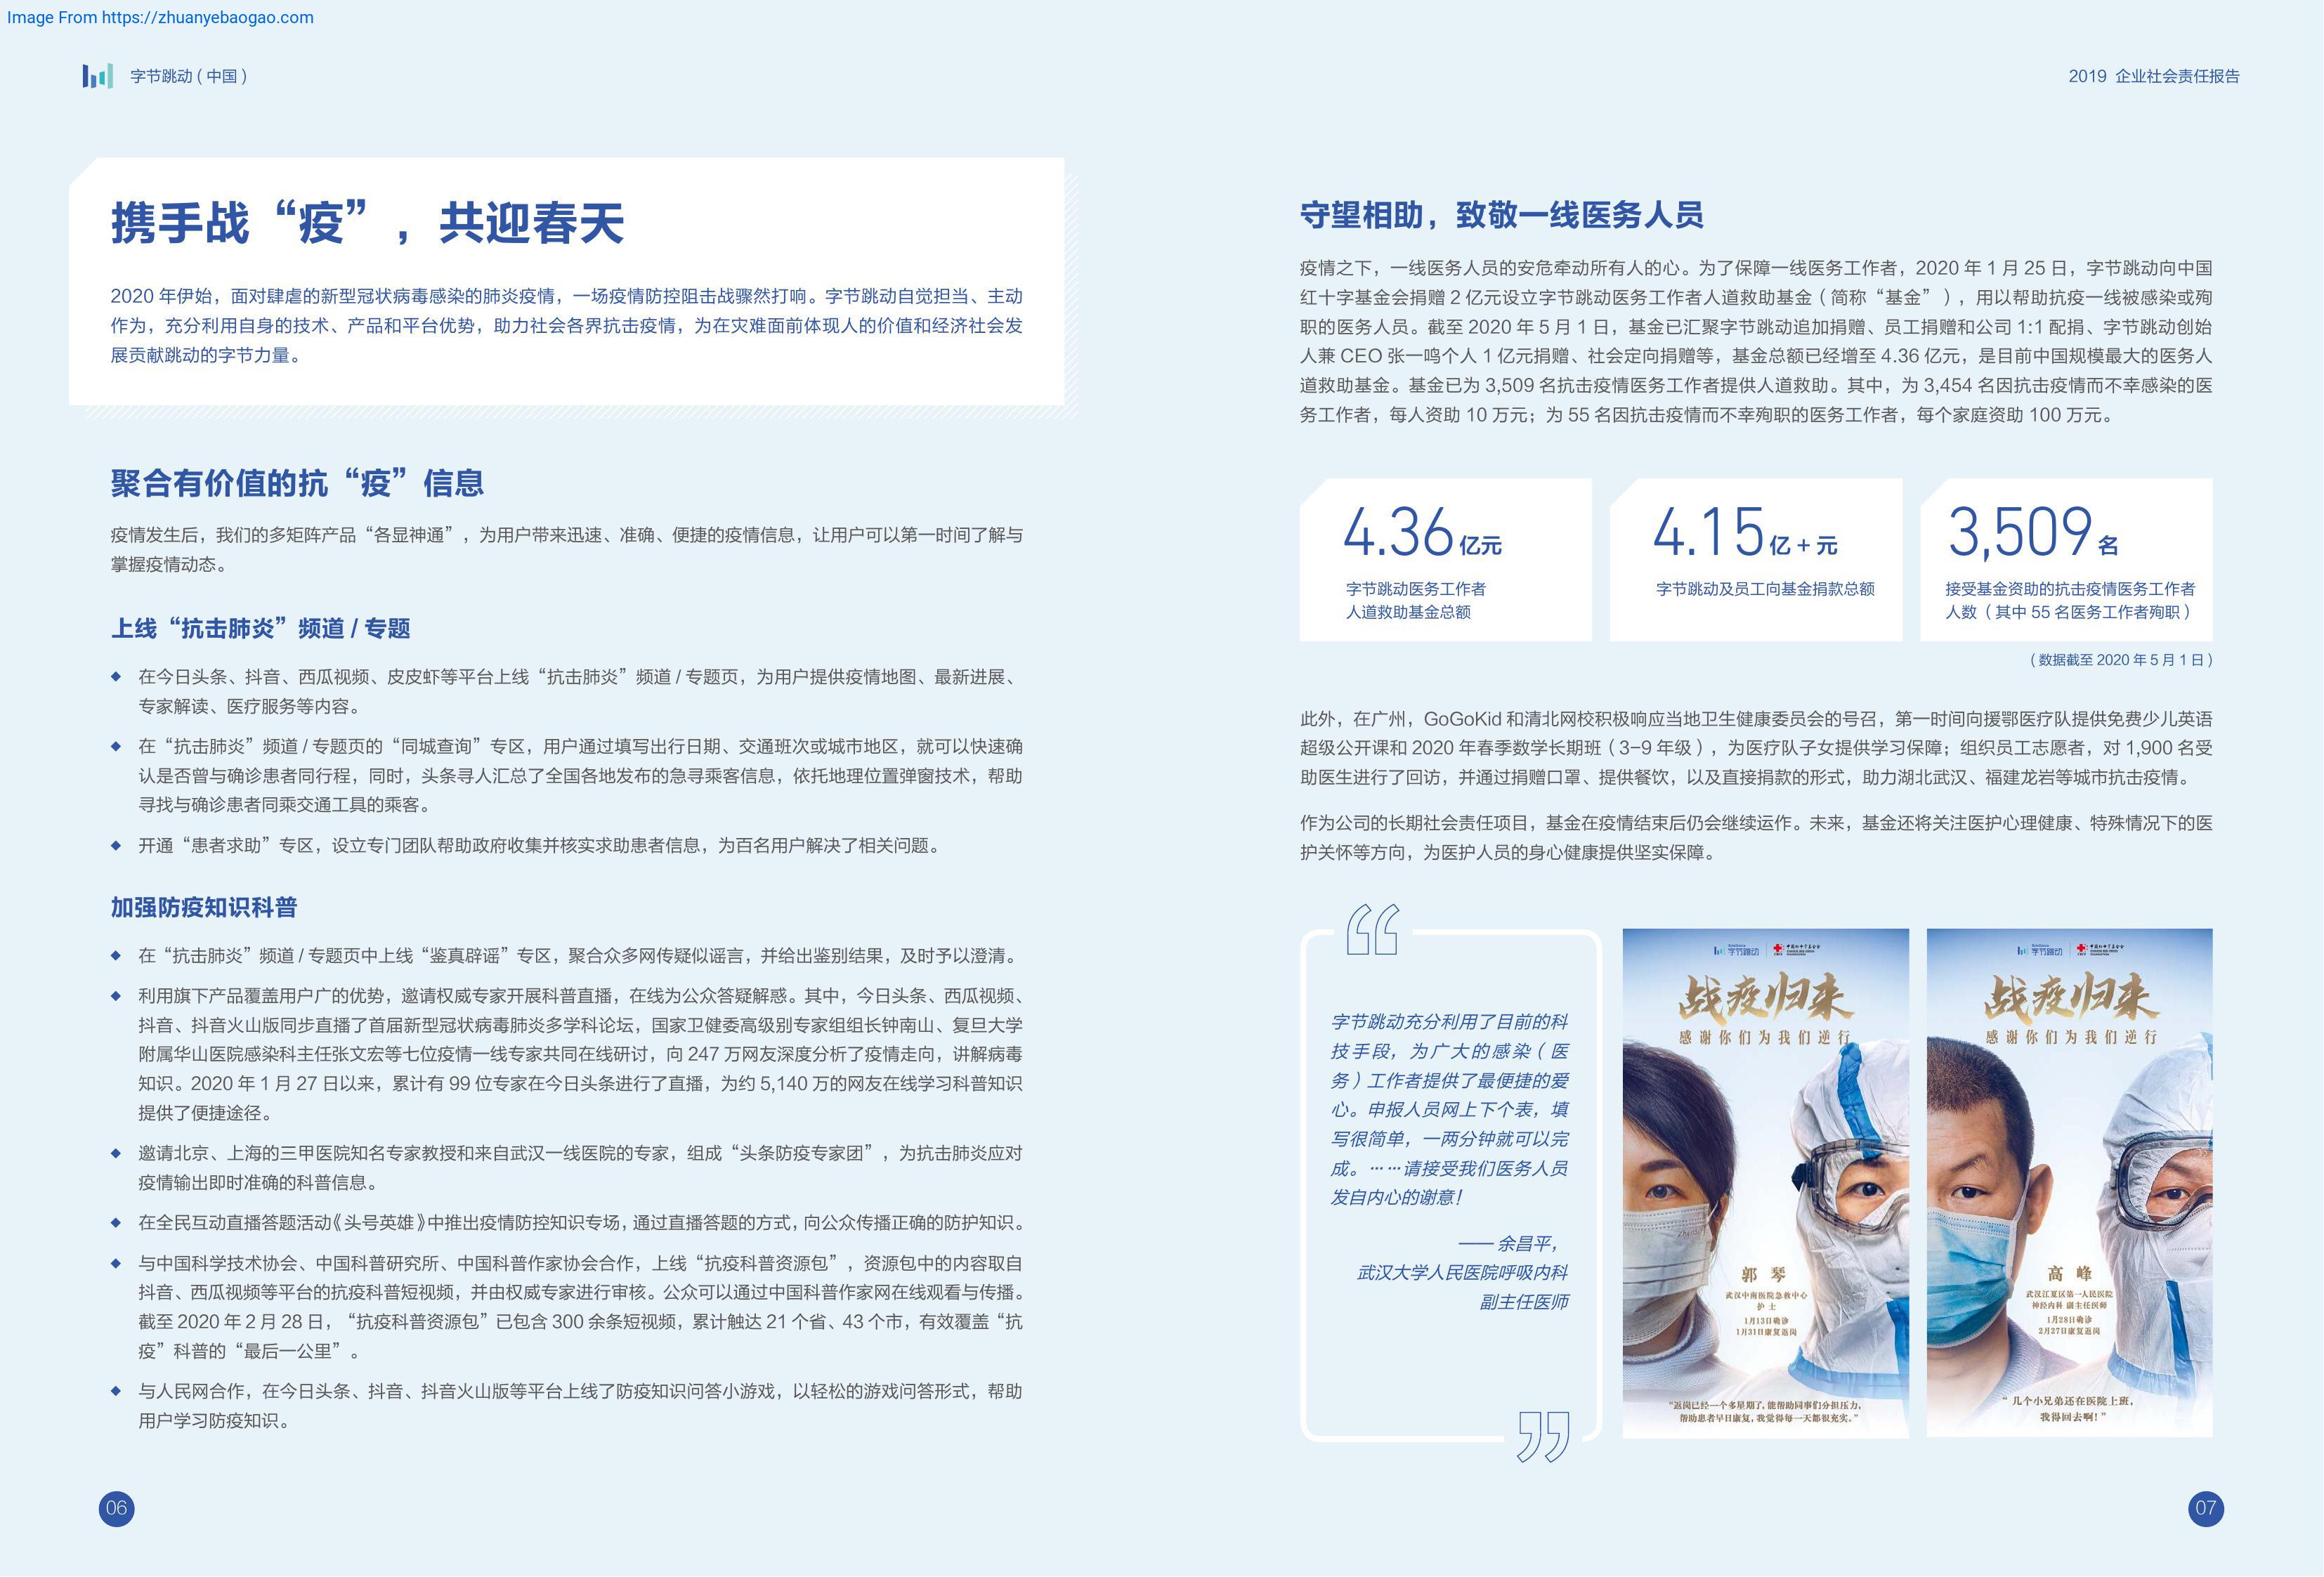 Image From https://zhuanyebaogao.com
字节跳动（中国）
2019 企业社会责任报告
携手战“疫”，共迎春天
2020 年伊始，面对肆虐的新型冠状病毒感染的肺炎疫情，一场疫情防控阻击战骤然打响。字节跳动自觉担当、主动
作为，充分利用自身的技术、产品和平台优势，助力社会各界抗击疫情，为在灾难面前体现人的价值和经济社会发
展贡献跳动的字节力量。
聚合有价值的抗“疫”信息
疫情发生后，我们的多矩阵产品“各显神通”，为用户带来迅速、准确、便捷的疫情信息，让用户可以第一时间了解与
掌握疫情动态。
上线“抗击肺炎”频道 / 专题
◆ 在今日头条、抖音、西瓜视频、皮皮虾等平台上线“抗击肺炎”频道 / 专题页，为用户提供疫情地图、最新进展、
专家解读、医疗服务等内容。
◆ 在“抗击肺炎”频道 / 专题页的“同城查询”专区，用户通过填写出行日期、交通班次或城市地区，就可以快速确
认是否曾与确诊患者同行程，同时，头条寻人汇总了全国各地发布的急寻乘客信息，依托地理位置弹窗技术，帮助
寻找与确诊患者同乘交通工具的乘客。
◆ 开通“患者求助”专区，设立专门团队帮助政府收集并核实求助患者信息，为百名用户解决了相关问题。
加强防疫知识科普
◆ 在“抗击肺炎”频道 / 专题页中上线“鉴真辟谣”专区，聚合众多网传疑似谣言，并给出鉴别结果，及时予以澄清。
◆ 利用旗下产品覆盖用户广的优势，邀请权威专家开展科普直播，在线为公众答疑解惑。其中，今日头条、西瓜视频、
抖音、抖音火山版同步直播了首届新型冠状病毒肺炎多学科论坛，国家卫健委高级别专家组组长钟南山、复旦大学
附属华山医院感染科主任张文宏等七位疫情一线专家共同在线研讨，向 247 万网友深度分析了疫情走向，讲解病毒
知识。2020 年 1 月 27 日以来，累计有 99 位专家在今日头条进行了直播，为约 5,140 万的网友在线学习科普知识
提供了便捷途径。
◆ 邀请北京、上海的三甲医院知名专家教授和来自武汉一线医院的专家，组成“头条防疫专家团”，为抗击肺炎应对
疫情输出即时准确的科普信息。
◆ 在全民互动直播答题活动《头号英雄》中推出疫情防控知识专场，通过直播答题的方式，向公众传播正确的防护知识。
◆ 与中国科学技术协会、中国科普研究所、中国科普作家协会合作，上线“抗疫科普资源包”，资源包中的内容取自
抖音、西瓜视频等平台的抗疫科普短视频，并由权威专家进行审核。公众可以通过中国科普作家网在线观看与传播。
截至 2020 年 2 月 28 日，“抗疫科普资源包”已包含 300 余条短视频，累计触达 21 个省、43 个市，有效覆盖“抗
疫”科普的“最后一公里”。
◆ 与人民网合作，在今日头条、抖音、抖音火山版等平台上线了防疫知识问答小游戏，以轻松的游戏问答形式，帮助
用户学习防疫知识。
06
守望相助，致敬一线医务人员
疫情之下，一线医务人员的安危牵动所有人的心。为了保障一线医务工作者，2020 年 1 月 25 日，字节跳动向中国
红十字基金会捐赠 2 亿元设立字节跳动医务工作者人道救助基金（简称“基金”），用以帮助抗疫一线被感染或殉
职的医务人员。截至 2020 年 5 月 1 日，基金已汇聚字节跳动追加捐赠、员工捐赠和公司 1:1 配捐、字节跳动创始
人兼 CEO 张一鸣个人 1 亿元捐赠、社会定向捐赠等，基金总额已经增至 4.36 亿元，是目前中国规模最大的医务人
道救助基金。基金已为 3,509 名抗击疫情医务工作者提供人道救助。其中，为 3,454 名因抗击疫情而不幸感染的医
务工作者，每人资助 10 万元；为 55 名因抗击疫情而不幸殉职的医务工作者，每个家庭资助 100 万元。
4.36 亿元
字节跳动医务工作者
人道救助基金总额
4.15 亿 + 元
字节跳动及员工向基金捐款总额
3,509 名
接受基金资助的抗击疫情医务工作者
人数（其中 55 名医务工作者殉职）
（数据截至 2020 年 5 月 1 日）
此外，在广州，GoGoKid 和清北网校积极响应当地卫生健康委员会的号召，第一时间向援鄂医疗队提供免费少儿英语
超级公开课和 2020 年春季数学长期班（3-9 年级），为医疗队子女提供学习保障；组织员工志愿者，对 1,900 名受
助医生进行了回访，并通过捐赠口罩、提供餐饮，以及直接捐款的形式，助力湖北武汉、福建龙岩等城市抗击疫情。
作为公司的长期社会责任项目，基金在疫情结束后仍会继续运作。未来，基金还将关注医护心理健康、特殊情况下的医
护关怀等方向，为医护人员的身心健康提供坚实保障。
“
字节跳动充分利用了目前的科
技手段，为广大的感染（医
务）工作者提供了最便捷的爱
心。申报人员网上下个表，填
写很简单，一两分钟就可以完
成。……请接受我们医务人员
发自内心的谢意！
—— 余昌平，
武汉大学人民医院呼吸内科
副主任医师
”
字节跳动
中国红十字基金会
战疫归来
感谢你们为我们逆行
郭 琴
武汉中南医院急救中心
护士
1月13日确诊
1月31日康复返岗
“返岗已经一个多星期了，能帮助同事们分担压力，
帮助患者早日康复，我觉得每一天都很充实。”
字节跳动
中国红十字基金会
战疫归来
感谢你们为我们逆行
高 峰
武汉江夏区第一人民医院
神经内科 副主任医师
1月28日确诊
2月27日康复返岗
“几个小兄弟还在医院上班，
我得回去啊！”
07